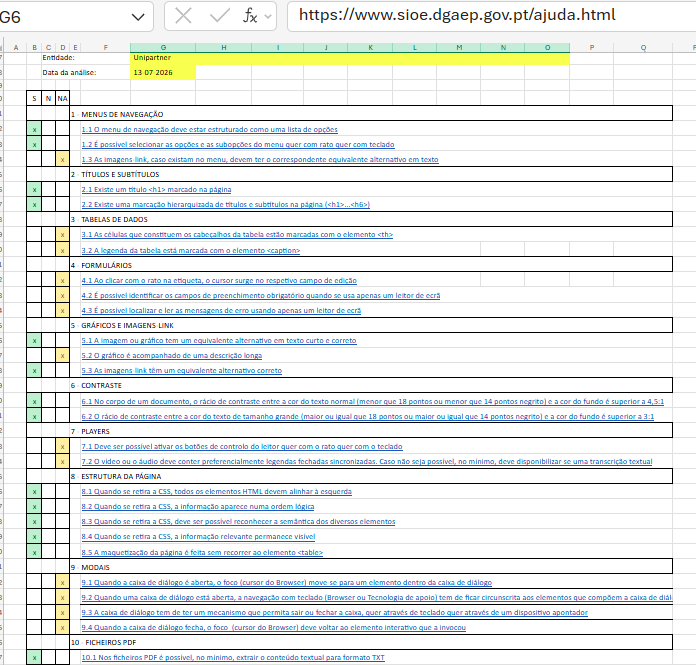 G6 fx https://www.sioe.dgaep.gov.pt/ajuda.html
A B C D E F G H I J K L M N O P Q
Entidade: Unipartner
Data da análise: 13-07-2026
S N NA
1 - MENUS DE NAVEGAÇÃO
x 1.1 O menu de navegação deve estar estruturado como uma lista de opções
x 1.2 É possível selecionar as opções e as subopções do menu quer com rato quer com teclado
x 1.3 As imagens-link, caso existam no menu, devem ter o correspondente equivalente alternativo em texto
2 - TÍTULOS E SUBTÍTULOS
x 2.1 Existe um título <h1> marcado na página
x 2.2 Existe uma marcação hierarquizada de títulos e subtítulos na página (<h1>...<h6>)
3 - TABELAS DE DADOS
x 3.1 As células que constituem os cabeçalhos da tabela estão marcadas com o elemento <th>
x 3.2 A legenda da tabela está marcada com o elemento <caption>
4 - FORMULÁRIOS
x 4.1 Ao clicar com o rato na etiqueta, o cursor surge no respetivo campo de edição
x 4.2 É possível identificar os campos de preenchimento obrigatório quando se usa apenas um leitor de ecrã
x 4.3 É possível localizar e ler as mensagens de erro usando apenas um leitor de ecrã
5 - GRÁFICOS E IMAGENS-LINK
x 5.1 A imagem ou gráfico tem um equivalente alternativo em texto curto e correto
x 5.2 O gráfico é acompanhado de uma descrição longa
x 5.3 As imagens-link têm um equivalente alternativo correto
6 - CONTRASTE
x 6.1 No corpo de um documento, o rácio de contraste entre a cor do texto normal (menor que 18 pontos ou menor que 14 pontos negrito) e a cor do fundo é superior a 4,5:1
x 6.2 O rácio de contraste entre a cor do texto de tamanho grande (maior ou igual que 18 pontos ou maior ou igual que 14 pontos negrito) e a cor do fundo é superior a 3:1
7 - PLAYERS
x 7.1 Deve ser possível ativar os botões de controlo do leitor quer com o rato quer com o teclado
x 7.2 O vídeo ou o áudio deve conter preferencialmente legendas fechadas sincronizadas. Caso não seja possível, no mínimo, deve disponibilizar-se uma transcrição textual
8 - ESTRUTURA DA PÁGINA
x 8.1 Quando se retira a CSS, todos os elementos HTML devem alinhar à esquerda
x 8.2 Quando se retira a CSS, a informação aparece numa ordem lógica
x 8.3 Quando se retira a CSS, deve ser possível reconhecer a semântica dos diversos elementos
x 8.4 Quando se retira a CSS, a informação relevante permanece visível
x 8.5 A maquetização da página é feita sem recorrer ao elemento <table>
9 - MODAIS
x 9.1 Quando a caixa de diálogo é aberta, o foco (cursor do Browser) move-se para um elemento dentro da caixa de diálogo
x 9.2 Quando uma caixa de diálogo está aberta, a navegação com teclado (Browser ou Tecnologia de apoio) tem de ficar circunscrita aos elementos que compõem a caixa de diál
x 9.3 A caixa de diálogo tem de ter um mecanismo que permita sair ou fechar a caixa, quer através de teclado quer através de um dispositivo apontador
x 9.4 Quando a caixa de diálogo fecha, o foco (cursor do Browser) deve voltar ao elemento interativo que a invocou
10 - FICHEIROS PDF
x 10.1 Nos ficheiros PDF é possível, no mínimo, extrair o conteúdo textual para formato TXT